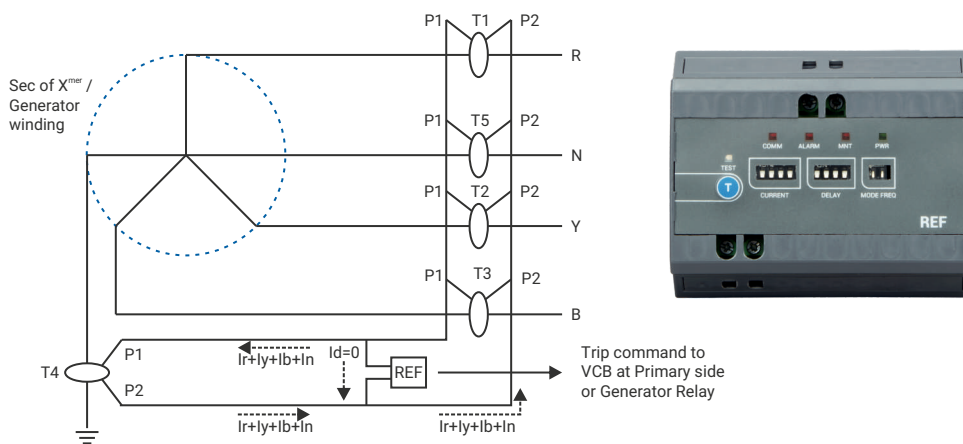 P1 T1 P2
R
Sec of Xmer /
Generator
winding
P1 T5 P2
N
P1 T2 P2
Y
P1 T3 P2
B
T4
P1
P2
Ir+Iy+Ib+In
Id=0
REF
Ir+Iy+Ib+In
Ir+Iy+Ib+In
Trip command to
VCB at Primary side
or Generator Relay
COMM ALARM MNT PWR
TEST
T
CURRENT DELAY MODE FREQ
REF